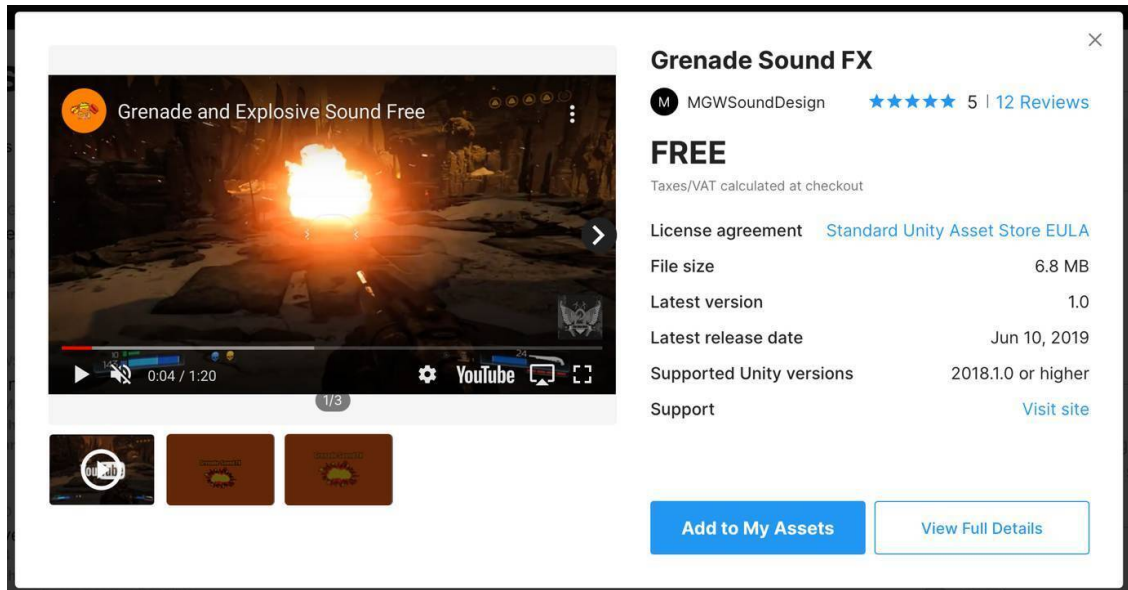 Grenade and Explosive Sound Free
10
24
0:04 / 1:20
YouTube
1/3
Grenade Sound FX
M MGWSoundDesign 5 | 12 Reviews
FREE
Taxes/VAT calculated at checkout
License agreement Standard Unity Asset Store EULA
File size 6.8 MB
Latest version 1.0
Latest release date Jun 10, 2019
Supported Unity versions 2018.1.0 or higher
Support Visit site
Add to My Assets View Full Details